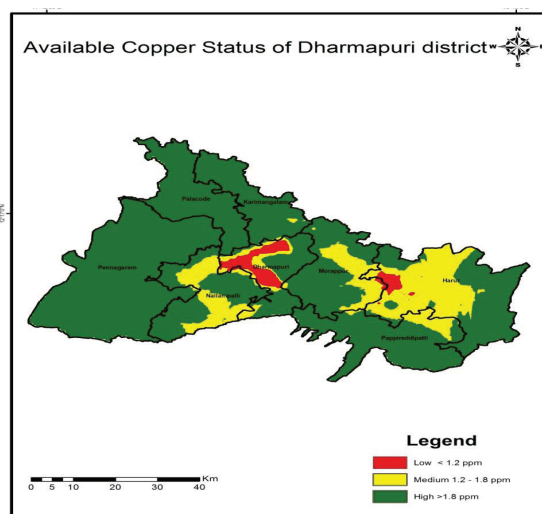 Available Copper Status of Dharmapuri district
N
W
S
Palacode
Karimangalam
Pennagaram
Dharmapuri
Morappur
Harur
Nallampalli
Pappireddipatti
Legend
Low < 1.2 ppm
Medium 1.2 - 1.8 ppm
High >1.8 ppm
Km
0 5 10 20 30 40